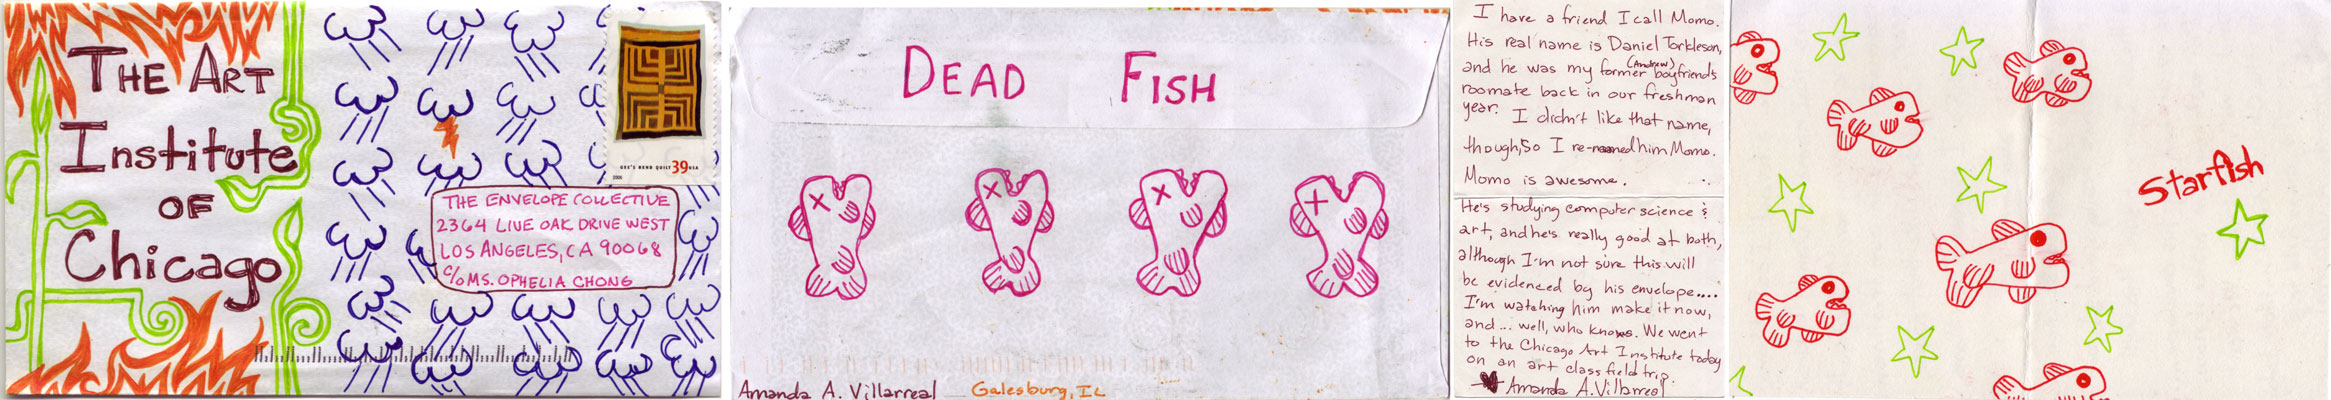 THE ART
INSTITUTE
OF
Chicago
GEE'S BEND QUILT 39 USA
2006
THE ENVELOPE COLLECTIVE
2364 LIVE OAK DRIVE WEST
LOS ANGELES, CA 90068
c/o MS. OPHELIA CHONG
DEAD FISH
Amanda A. Villarreal Galesburg, IL
I have a friend I call Momo.
His real name is Daniel Torkleson,
and he was my former (Andrew) boyfriend's
roomate back in our freshman
year. I didn't like that name,
though, so I re-named him Momo.
Momo is awesome.
He's studying computer science &
art, and he's really good at both,
although I'm not sure this will
be evidenced by his envelope....
I'm watching him make it now,
and... well, who knows. We went
to the Chicago Art Institute today
on an art class field trip.
♥ Amanda A. Villarreal
Starfish